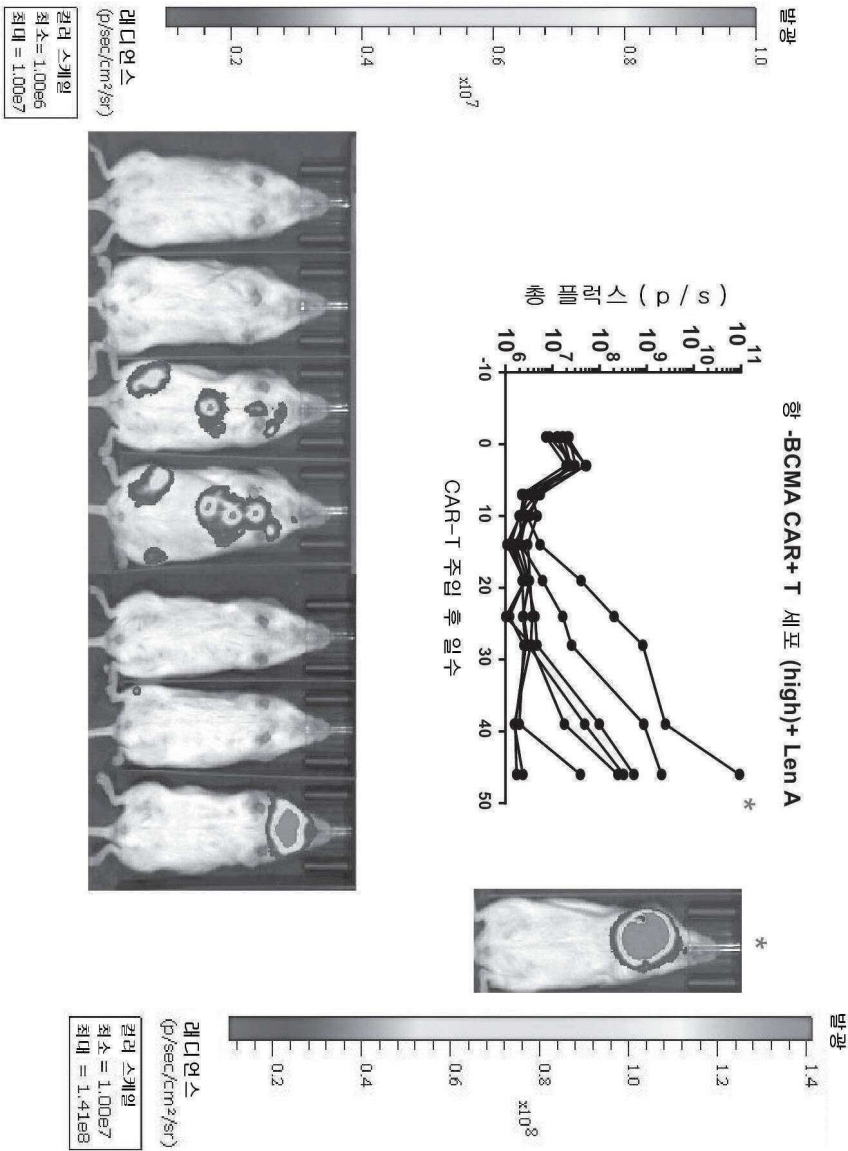 항 -BCMA CAR+ T 세포 (high)+ Len A
총 플럭스 ( p / s )
10^11
10^10
10^9
10^8
10^7
10^6
-10
0
10
20
30
40
50
CAR-T 주입 후 일수
*
*
발광
1.0
0.8
0.6
0.4
0.2
x10^7
래디언스
(p/sec/cm²/sr)
컬러 스케일
최소= 1.00e6
최대 = 1.00e7
발광
1.4
1.2
1.0
0.8
0.6
0.4
0.2
x10^8
래디언스
(p/sec/cm²/sr)
컬러 스케일
최소 = 1.00e7
최대 = 1.41e8